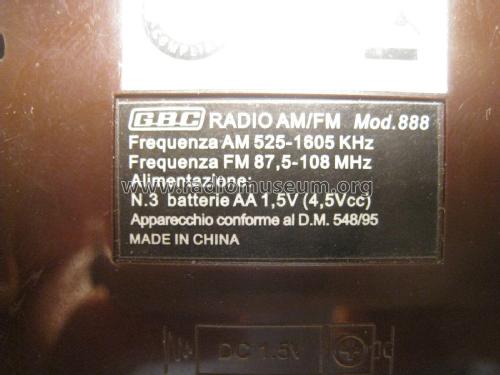 GBC RADIO AM/FM Mod.888
Frequenza AM 525-1605 KHz
Frequenza FM 87,5-108 MHz
Alimentazione:
www.radiomuseum.org
N.3 batterie AA 1,5V (4,5Vcc)
Apparecchio conforme al D.M. 548/95
MADE IN CHINA
DC 1.5V